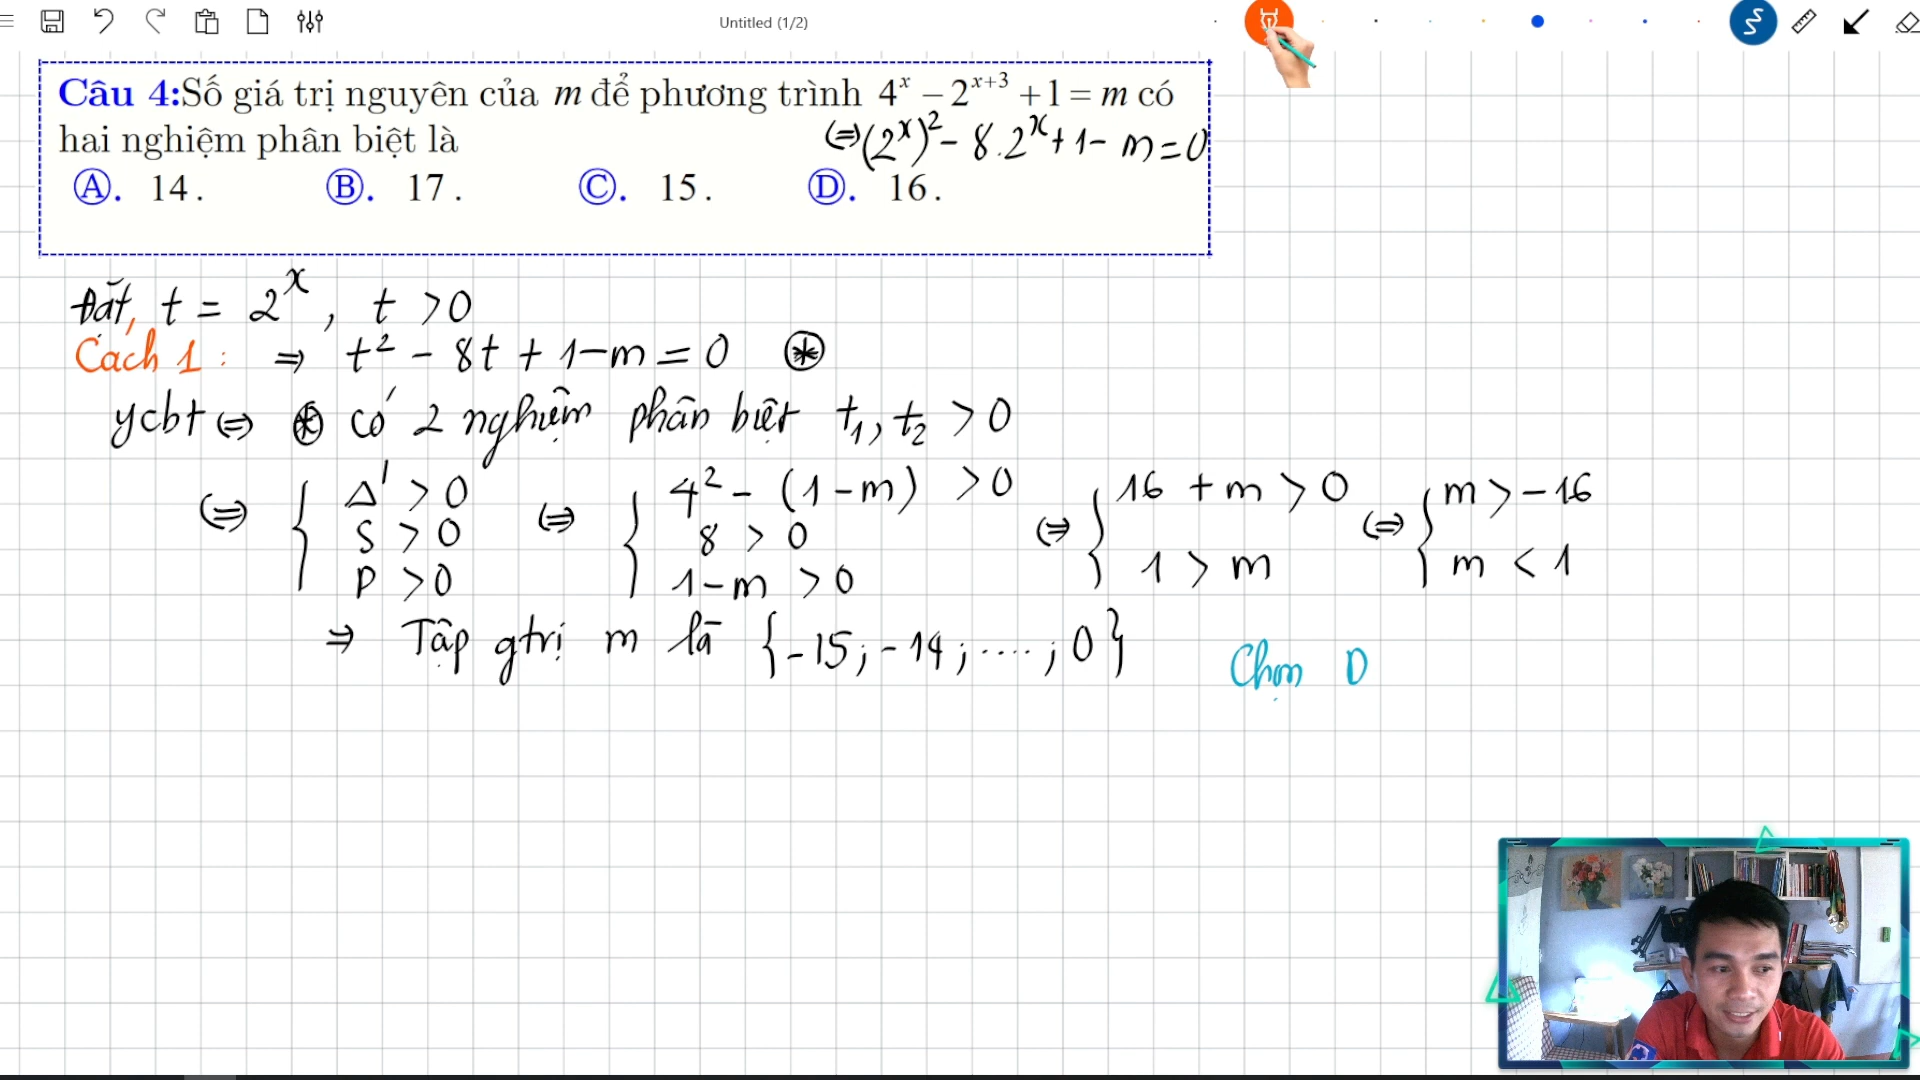 Untitled (1/2)
Câu 4:Số giá trị nguyên của m để phương trình 4^x − 2^{x+3} + 1 = m có
hai nghiệm phân biệt là
⇔ (2^x)^2 - 8.2^x + 1 - m = 0
Ⓐ. 14. Ⓑ. 17. Ⓒ. 15. Ⓓ. 16.
Đặt, t = 2^x, t > 0
Cách 1: ⇒ t² - 8t + 1-m = 0 ⊛
ycbt ⇔ ⊛ có 2 nghiệm phân biệt t₁, t₂ > 0
⇔ { Δ' > 0 ⇔ { 4² - (1-m) > 0 ⇔ { 16 + m > 0 ⇔ { m > -16
S > 0 8 > 0
P > 0 1-m > 0 1 > m m < 1
⇒ Tập gtrị m là {-15; -14; ....; 0}
Chọn D